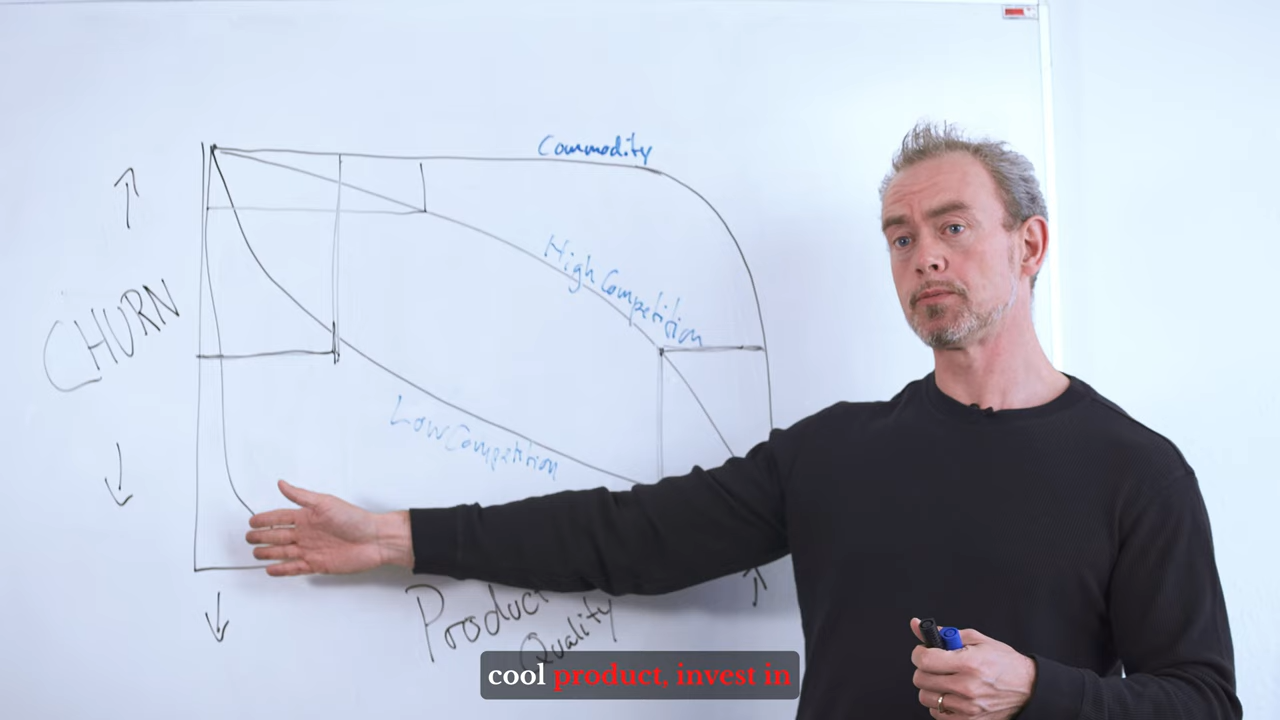 Commodity
High Competition
CHURN
Low Competition
Product
Quality
cool product, invest in